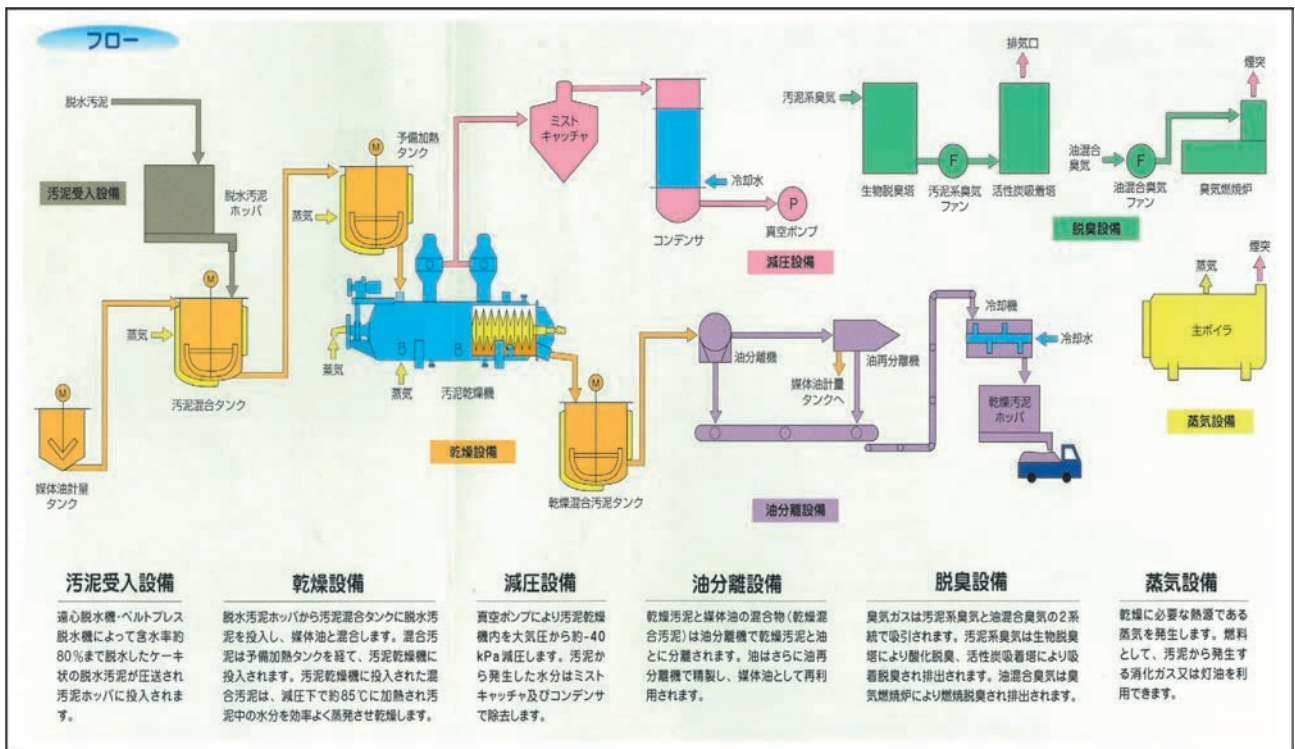 フロー
脱水汚泥
汚泥受入設備
脱水汚泥
ホッパ
M
蒸気
汚泥混合タンク
M
媒体油計量
タンク
予備加熱
タンク
M
蒸気
蒸気
蒸気
汚泥乾燥機
乾燥設備
M
乾燥混合汚泥タンク
ミスト
キャッチャ
冷却水
コンデンサ
P
真空ポンプ
減圧設備
油分離機
油再分離機
媒体油計量
タンクへ
冷却機
冷却水
乾燥汚泥
ホッパ
油分離設備
汚泥系臭気
生物脱臭塔
F
汚泥系臭気
ファン
排気口
活性炭吸着塔
油混合
臭気
F
油混合臭気
ファン
煙突
臭気燃焼炉
脱臭設備
蒸気
煙突
主ボイラ
蒸気設備
汚泥受入設備
遠心脱水機・ベルトプレス
脱水機によって含水率約
80%まで脱水したケーキ
状の脱水汚泥が圧送され
汚泥ホッパに投入されま
す。
乾燥設備
脱水汚泥ホッパから汚泥混合タンクに脱水汚
泥を投入し、媒体油と混合します。混合汚
泥は予備加熱タンクを経て、汚泥乾燥機に
投入されます。汚泥乾燥機に投入された混
合汚泥は、減圧下で約85℃に加熱され汚
泥中の水分を効率よく蒸発させ乾燥します。
減圧設備
真空ポンプにより汚泥乾燥
機内を大気圧から約-40
kPa減圧します。汚泥か
ら発生した水分はミスト
キャッチャ及びコンデンサ
で除去します。
油分離設備
乾燥汚泥と媒体油の混合物(乾燥混
合汚泥)は油分離機で乾燥汚泥と油
とに分離されます。油はさらに油再
分離機で精製し、媒体油として再利
用されます。
脱臭設備
臭気ガスは汚泥系臭気と油混合臭気の2系
統で吸引されます。汚泥系臭気は生物脱臭
塔により酸化脱臭、活性炭吸着塔により吸
着脱臭され排出されます。油混合臭気は臭
気燃焼炉により燃焼脱臭され排出されます。
蒸気設備
乾燥に必要な熱源である
蒸気を発生します。燃料
として、汚泥から発生す
る消化ガス又は灯油を利
用できます。